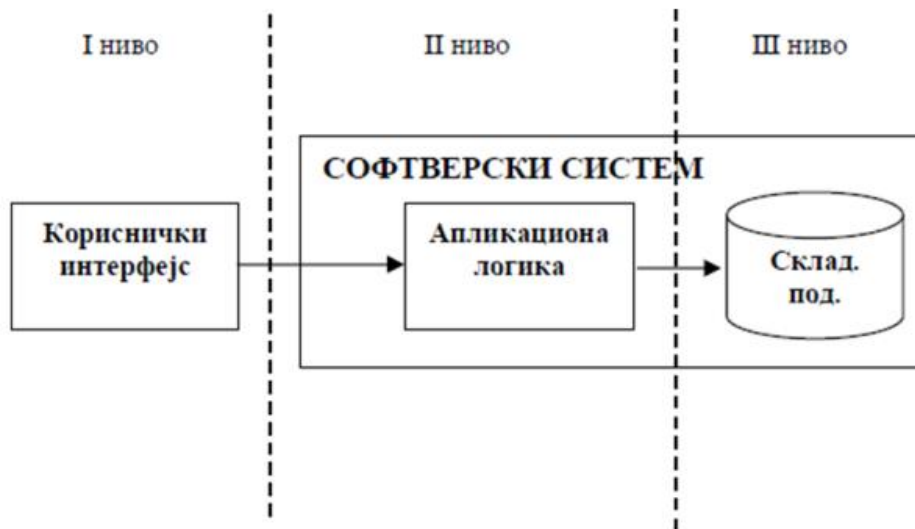 I ниво
II ниво
III ниво
СОФТВЕРСКИ СИСТЕМ
Кориснички
интерфејс
Апликациона
логика
Склад.
под.